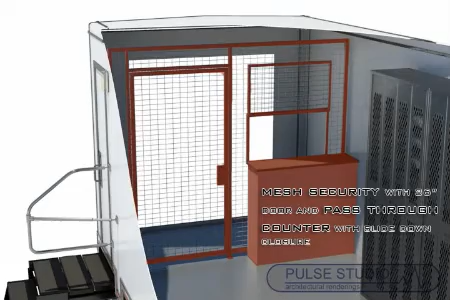 MESH SECURITY WITH 36"
DOOR AND PASS THROUGH
COUNTER WITH SLIDE DOWN
CLOSURE
PULSE STUDIO
architectural renderings